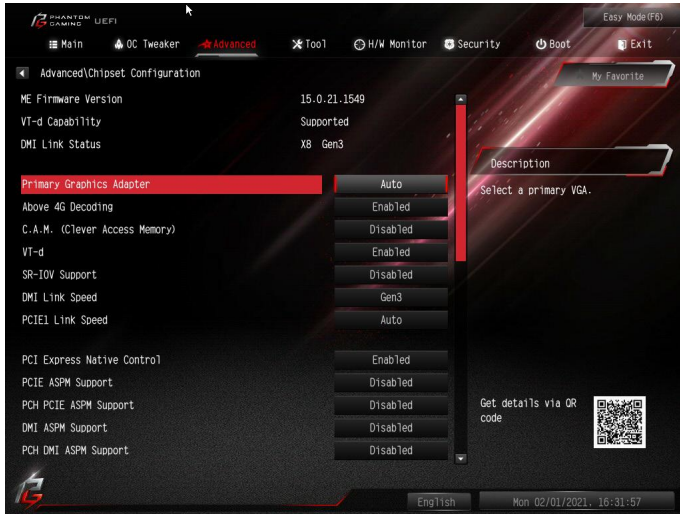 PHANTOM GAMING UEFI
Easy Mode(F6)
Main OC Tweaker Advanced Tool H/W Monitor Security Boot Exit
Advanced\Chipset Configuration
My Favorite
ME Firmware Version 15.0.21.1549
VT-d Capability Supported
DMI Link Status X8 Gen3
Description
Primary Graphics Adapter Auto
Select a primary VGA.
Above 4G Decoding Enabled
C.A.M. (Clever Access Memory) Disabled
VT-d Enabled
SR-IOV Support Disabled
DMI Link Speed Gen3
PCIE1 Link Speed Auto
PCI Express Native Control Enabled
PCIE ASPM Support Disabled
PCH PCIE ASPM Support Disabled
DMI ASPM Support Disabled
PCH DMI ASPM Support Disabled
Get details via QR
code
English
Mon 02/01/2021. 16:31:57